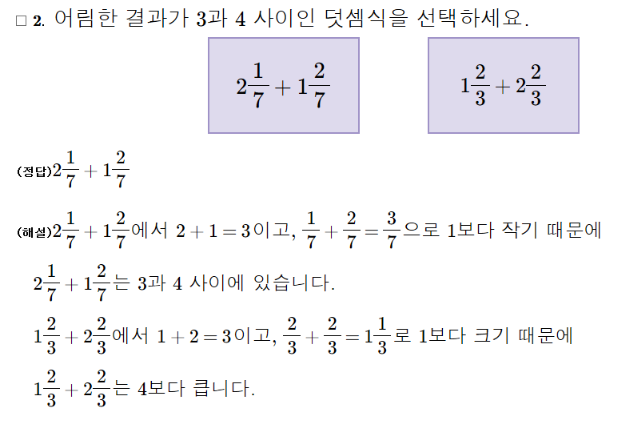 □ 2. 어림한 결과가 3과 4 사이인 덧셈식을 선택하세요.
2 1/7 + 1 2/7
1 2/3 + 2 2/3
(정답) 2 1/7 + 1 2/7
(해설) 2 1/7 + 1 2/7 에서 2 + 1 = 3이고, 1/7 + 2/7 = 3/7 으로 1보다 작기 때문에
2 1/7 + 1 2/7 는 3과 4 사이에 있습니다.
1 2/3 + 2 2/3 에서 1 + 2 = 3이고, 2/3 + 2/3 = 1 1/3 로 1보다 크기 때문에
1 2/3 + 2 2/3 는 4보다 큽니다.